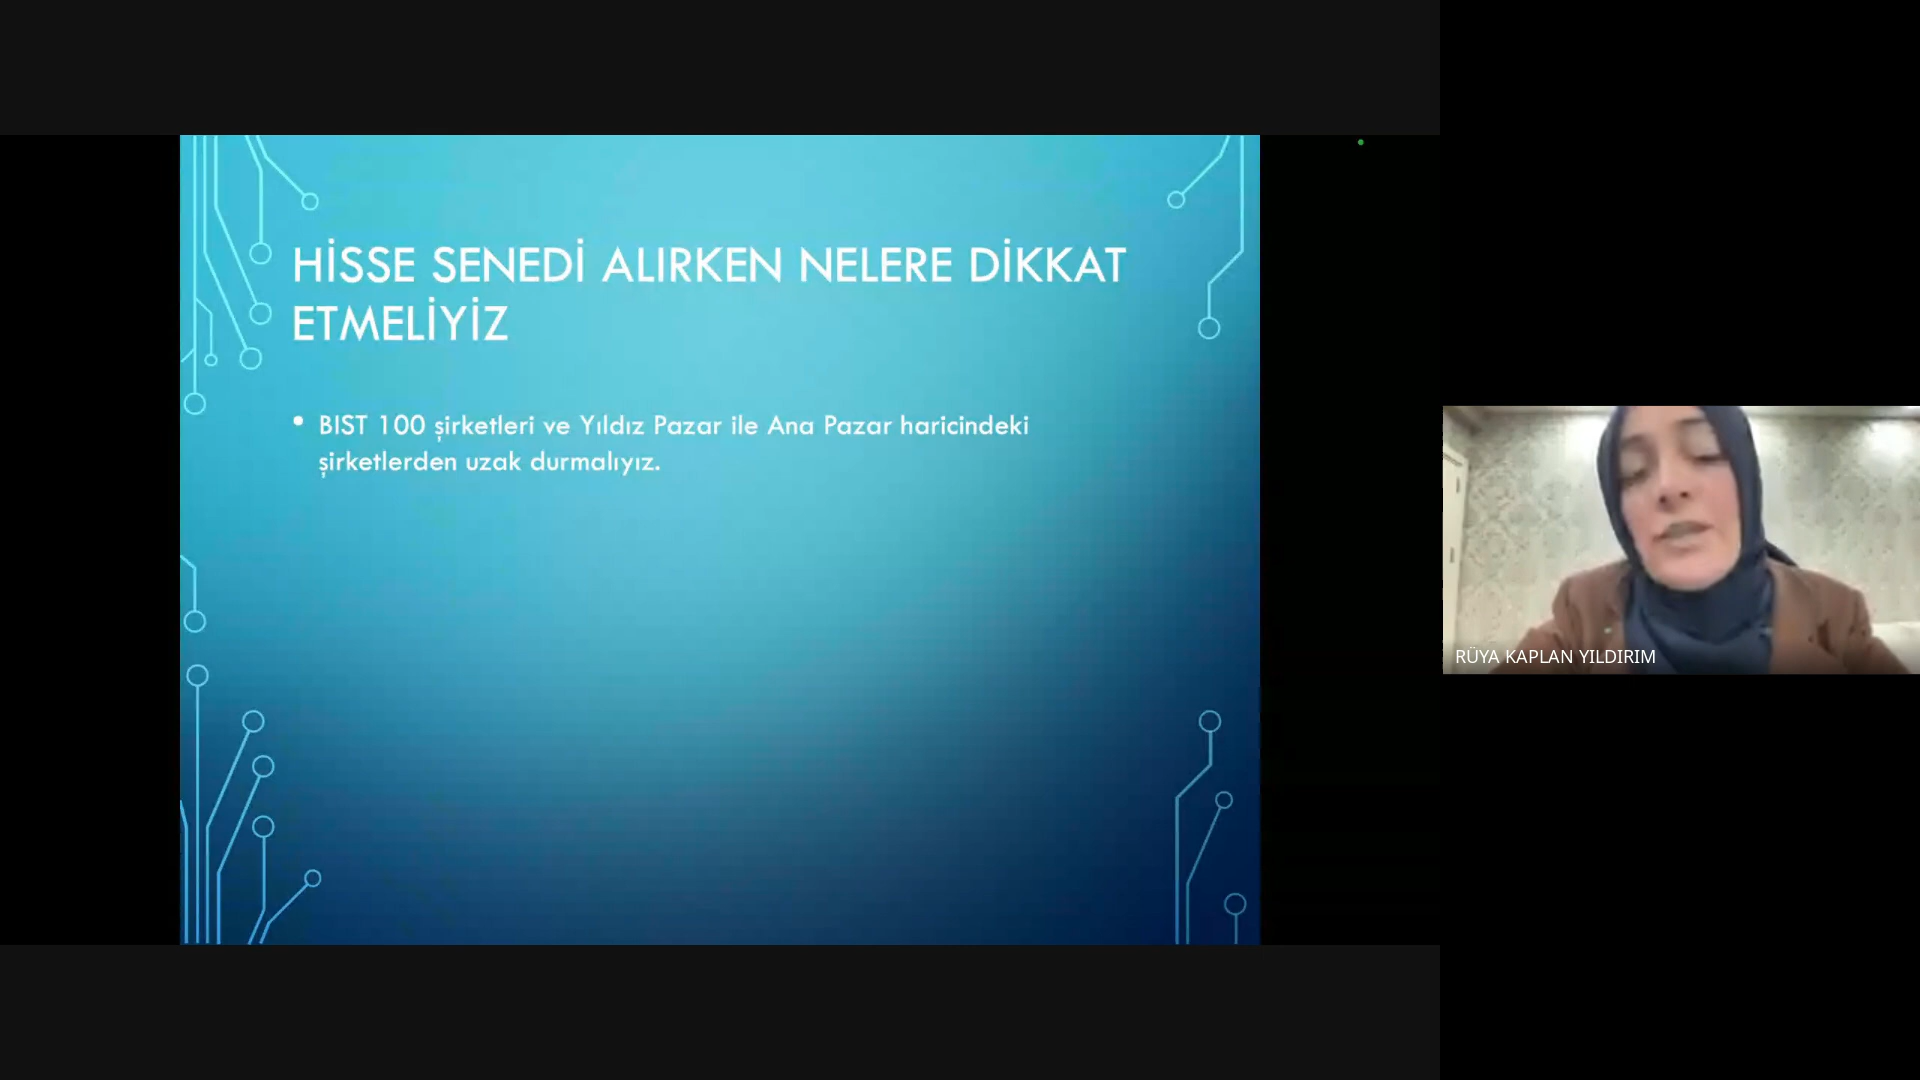 HİSSE SENEDİ ALIRKEN NELERE DİKKAT
ETMELİYİZ
• BIST 100 şirketleri ve Yıldız Pazar ile Ana Pazar haricindeki
şirketlerden uzak durmalıyız.
RÜYA KAPLAN YILDIRIM